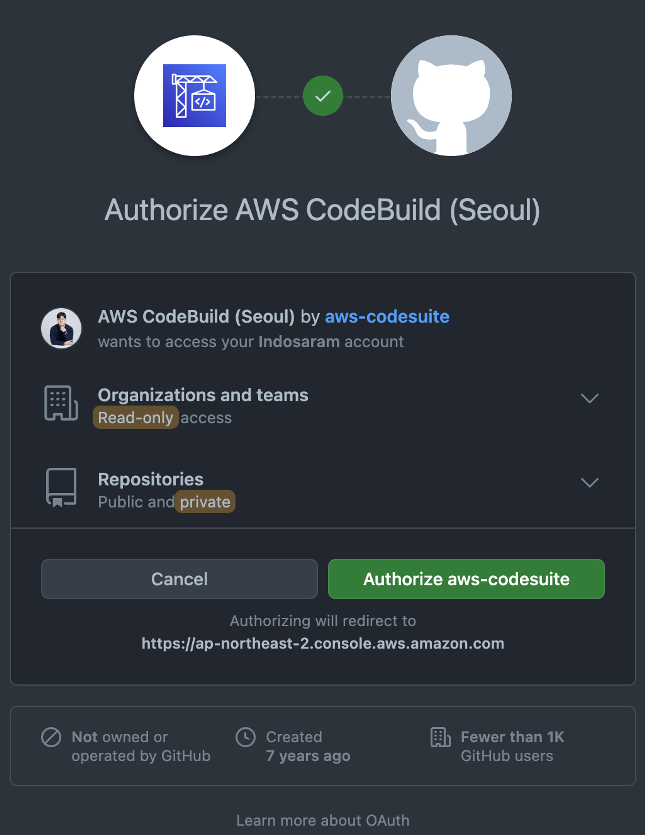 Authorize AWS CodeBuild (Seoul)
AWS CodeBuild (Seoul) by aws-codesuite
wants to access your Indosaram account
Organizations and teams
Read-only access
Repositories
Public and private
Cancel
Authorize aws-codesuite
Authorizing will redirect to
https://ap-northeast-2.console.aws.amazon.com
Not owned or
operated by GitHub
Created
7 years ago
Fewer than 1K
GitHub users
Learn more about OAuth